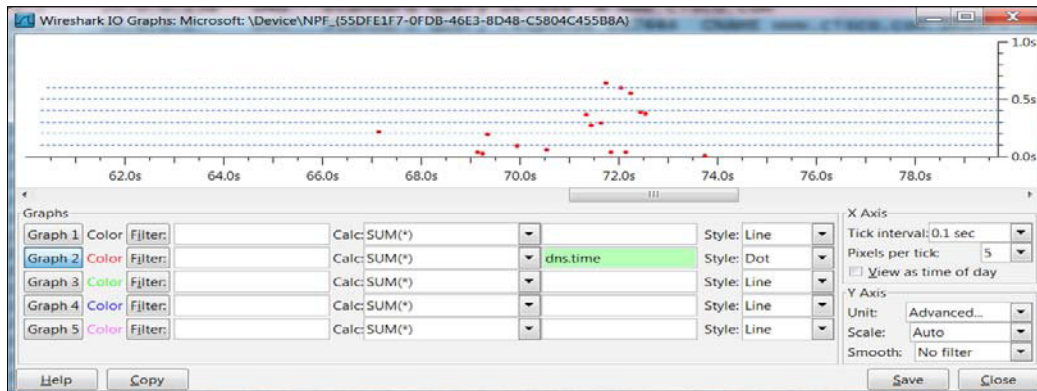 Wireshark IO Graphs: Microsoft: \Device\NPF_{55DFE1F7-0FDB-46E3-8D48-C5804C455B8A}
1.0s
0.5s
0.0s
62.0s 64.0s 66.0s 68.0s 70.0s 72.0s 74.0s 76.0s 78.0s
Graphs
Graph 1 Color Filter: Calc: SUM(*) Style: Line
Graph 2 Color Filter: Calc: SUM(*) dns.time Style: Dot
Graph 3 Color Filter: Calc: SUM(*) Style: Line
Graph 4 Color Filter: Calc: SUM(*) Style: Line
Graph 5 Color Filter: Calc: SUM(*) Style: Line
X Axis
Tick interval: 0.1 sec
Pixels per tick: 5
View as time of day
Y Axis
Unit: Advanced...
Scale: Auto
Smooth: No filter
Help Copy Save Close